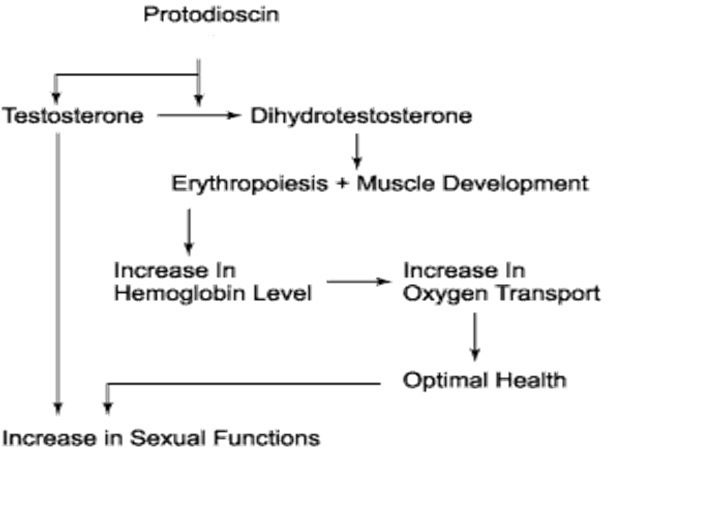 Protodioscin
Testosterone
Dihydrotestosterone
Erythropoiesis + Muscle Development
Increase In
Hemoglobin Level
Increase In
Oxygen Transport
Optimal Health
Increase in Sexual Functions